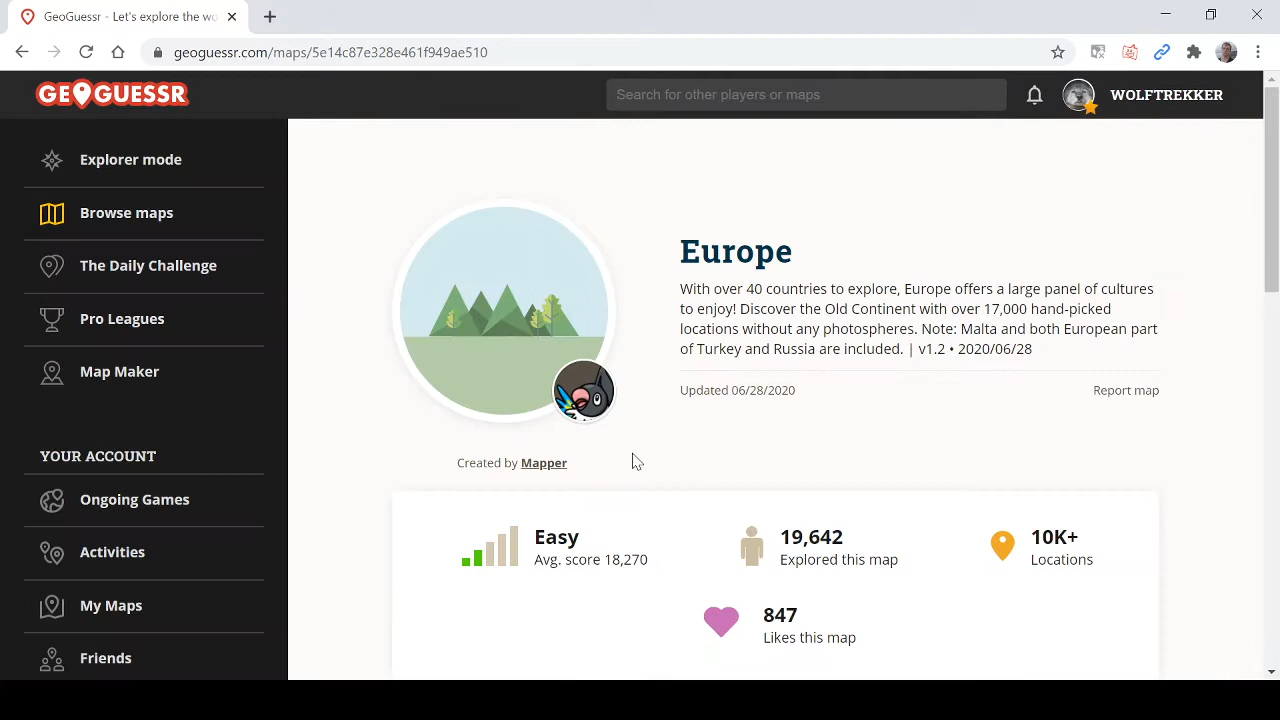 GeoGuessr - Let's explore the wo
geoguessr.com/maps/5e14c87e328e461f949ae510
GEOGUESSR
Search for other players or maps
WOLFTREKKER
Explorer mode
Browse maps
The Daily Challenge
Pro Leagues
Map Maker
YOUR ACCOUNT
Ongoing Games
Activities
My Maps
Friends
Europe
With over 40 countries to explore, Europe offers a large panel of cultures
to enjoy! Discover the Old Continent with over 17,000 hand-picked
locations without any photospheres. Note: Malta and both European part
of Turkey and Russia are included. | v1.2 • 2020/06/28
Updated 06/28/2020
Report map
Created by Mapper
Easy
Avg. score 18,270
19,642
Explored this map
10K+
Locations
847
Likes this map